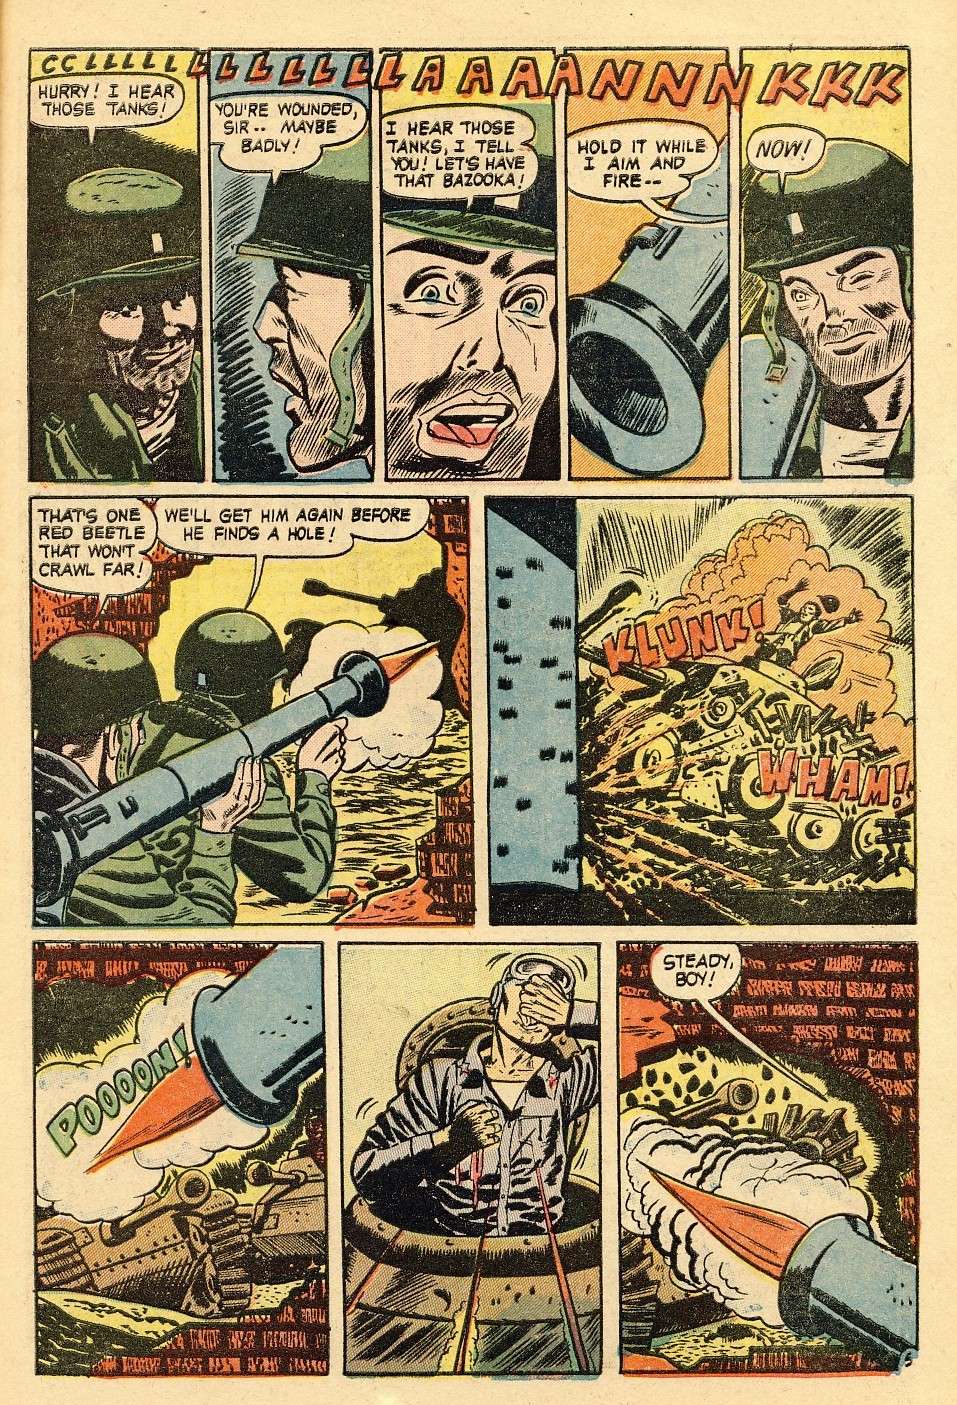 CCLLLLLLLLLLLLLAAAANNNNKKK
HURRY! I HEAR
THOSE TANKS!
YOU'RE WOUNDED,
SIR-- MAYBE
BADLY!
I HEAR THOSE
TANKS, I TELL
YOU! LET'S HAVE
THAT BAZOOKA!
HOLD IT WHILE
I AIM AND
FIRE--
NOW!
THAT'S ONE
RED BEETLE
THAT WON'T
CRAWL FAR!
WE'LL GET HIM AGAIN BEFORE
HE FINDS A HOLE!
KLUNK!
WHAM!
POOOON!
STEADY,
BOY!